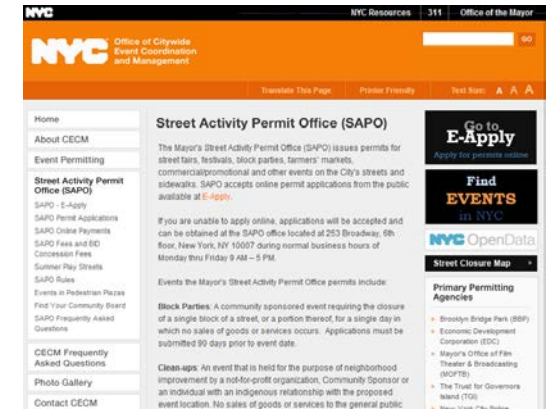 NYC
NYC Resources
311
Office of the Mayor
NYC
Office of Citywide
Event Coordination
and Management
GO
Translate This Page
Printer Friendly
Text Size: A A A
Home
About CECM
Event Permitting
Street Activity Permit
Office (SAPO)
SAPO - E-Apply
SAPO Permit Applications
SAPO Online Payments
SAPO Fees and BID
Concession Fees
Summer Play Streets
SAPO Rules
Events in Pedestrian Plazas
Find Your Community Board
SAPO Frequently Asked
Questions
CECM Frequently
Asked Questions
Photo Gallery
Contact CECM
Street Activity Permit Office (SAPO)
The Mayor's Street Activity Permit Office (SAPO) issues permits for
street fairs, festivals, block parties, farmers' markets,
commercial/promotional and other events on the City's streets and
sidewalks. SAPO accepts online permit applications from the public
available at E-Apply.
If you are unable to apply online, applications will be accepted and
can be obtained at the SAPO office located at 253 Broadway, 6th
floor, New York, NY 10007 during normal business hours of
Monday thru Friday 9 AM – 5 PM.
Events the Mayor's Street Activity Permit Office permits include:
Block Parties: A community sponsored event requiring the closure
of a single block of a street, or a portion thereof, for a single day in
which no sales of goods or services occurs. Applications must be
submitted 90 days prior to event date.
Clean-ups: An event that is held for the purpose of neighborhood
improvement by a not-for-profit organization, Community Sponsor or
an individual with an indigenous relationship with the proposed
event location. No sales of goods or services to the general public
Go to
E-Apply
Apply for permits online
Find
EVENTS
in NYC
NYC OpenData
Street Closure Map
Primary Permitting
Agencies
Brooklyn Bridge Park (BBP)
Economic Development
Corporation (EDC)
Mayor's Office of Film
Theater & Broadcasting
(MOFTB)
The Trust for Governors
Island (TGI)
New York City Police